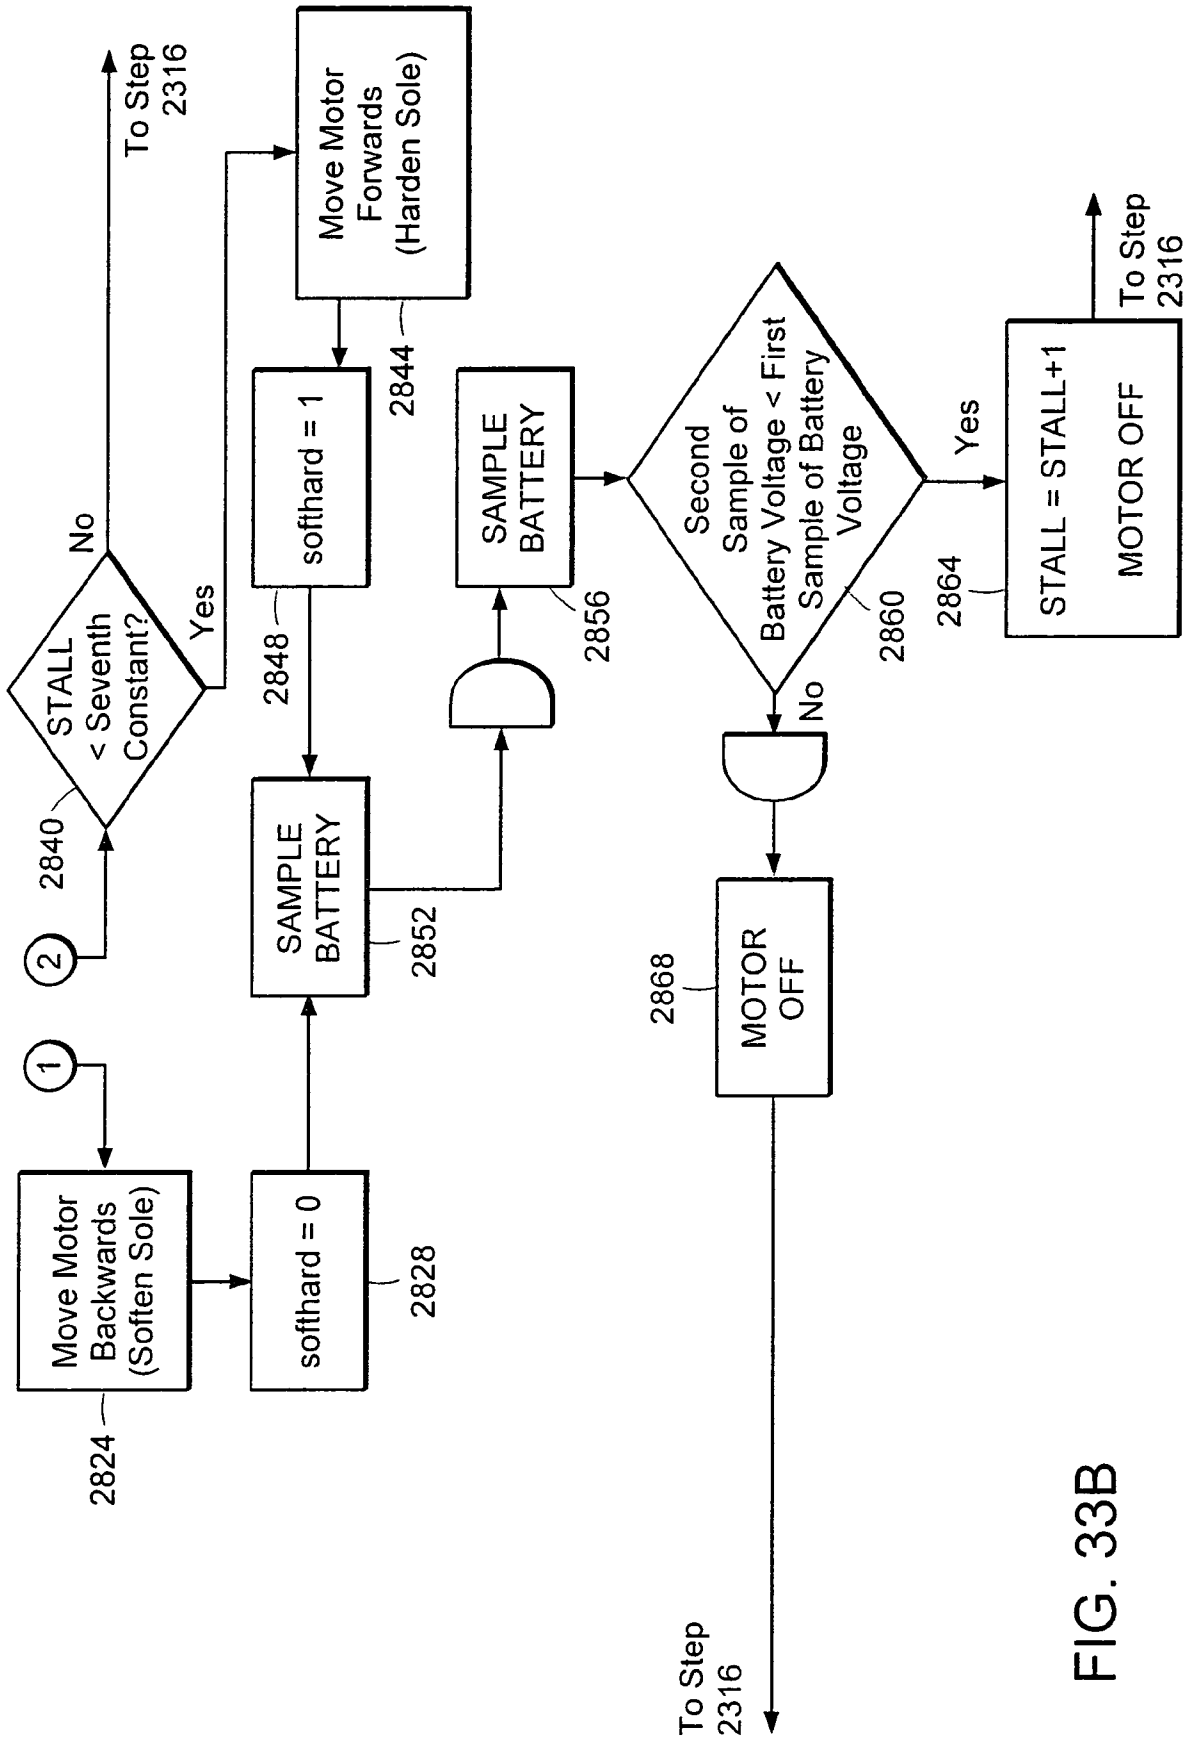 2824
Move Motor
Backwards
(Soften Sole)
1
2
2840
STALL
< Seventh
Constant?
No
To Step
2316
Yes
softhard = 0
2828
SAMPLE
BATTERY
2852
2848
softhard = 1
Move Motor
Forwards
(Harden Sole)
2844
SAMPLE
BATTERY
2856
To Step
2316
2868
MOTOR
OFF
No
Second
Sample of
Battery Voltage < First
Sample of Battery
Voltage
2860
Yes
2864
STALL = STALL+1
MOTOR OFF
To Step
2316
FIG. 33B